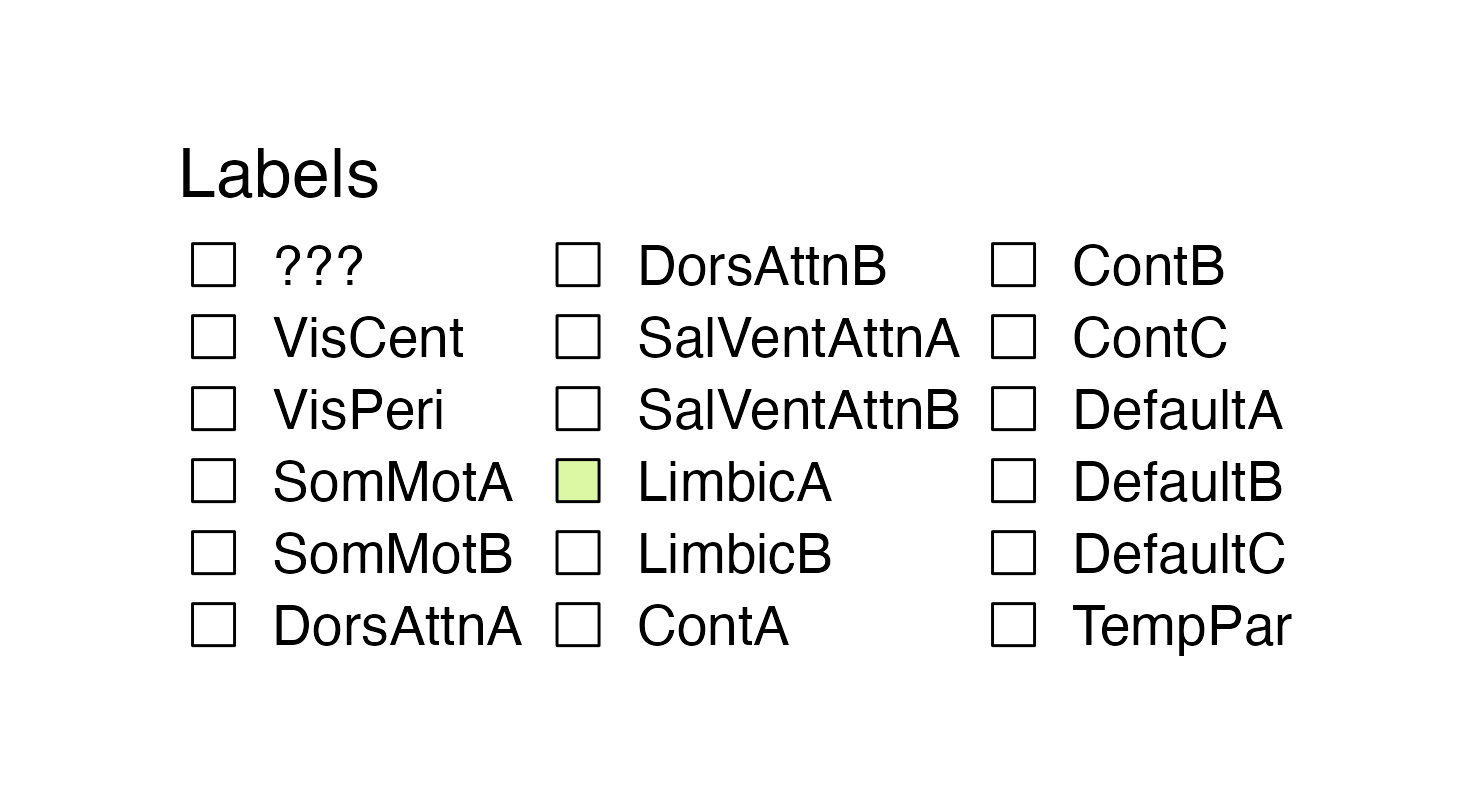 Labels
??? DorsAttnB ContB
VisCent SalVentAttnA ContC
VisPeri SalVentAttnB DefaultA
SomMotA LimbicA DefaultB
SomMotB LimbicB DefaultC
DorsAttnA ContA TempPar